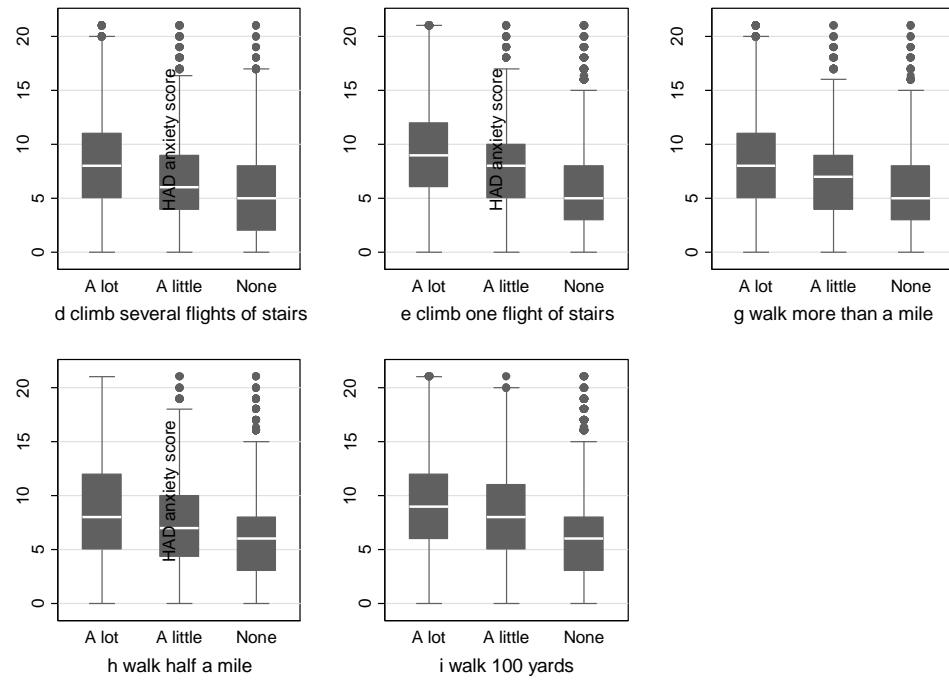 20
15
10
5
0
HAD anxiety score
A lot A little None
d climb several flights of stairs
20
15
10
5
0
HAD anxiety score
A lot A little None
e climb one flight of stairs
20
15
10
5
0
A lot A little None
g walk more than a mile
20
15
10
5
0
HAD anxiety score
A lot A little None
h walk half a mile
20
15
10
5
0
A lot A little None
i walk 100 yards